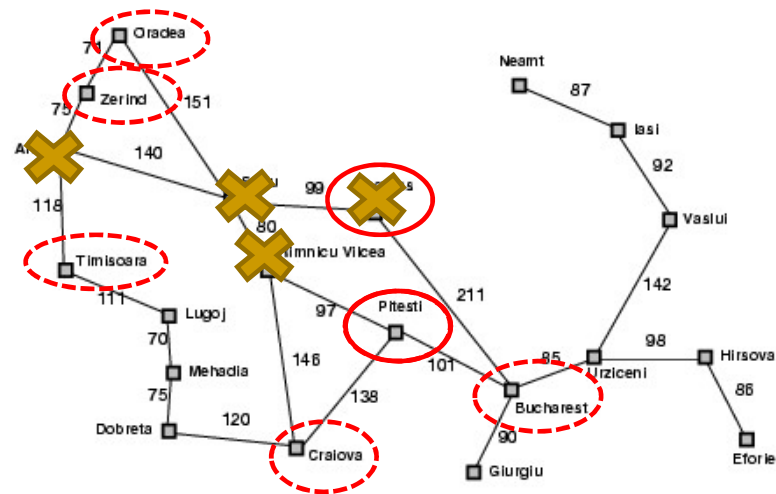 Oradea
Neamt
71
87
Zerind
151
75
Iasi
140
92
99
118
80
Vaslui
Timisoara
111
211
142
Lugoj
97
Pitesti
70
146
98
Hirsova
101
85
Urziceni
Mehadia
138
86
75
Bucharest
120
Dobreta
90
Craiova
Eforie
Giurgiu
Vilcea